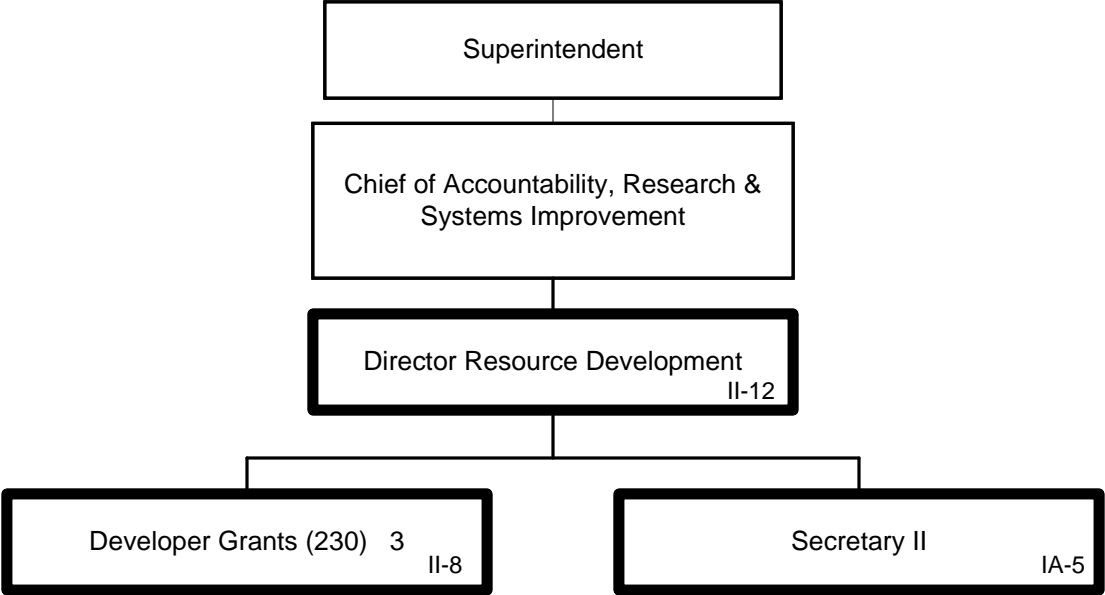 Superintendent
Chief of Accountability, Research &
Systems Improvement
Director Resource Development
II-12
Developer Grants (230) 3
II-8
Secretary II
IA-5